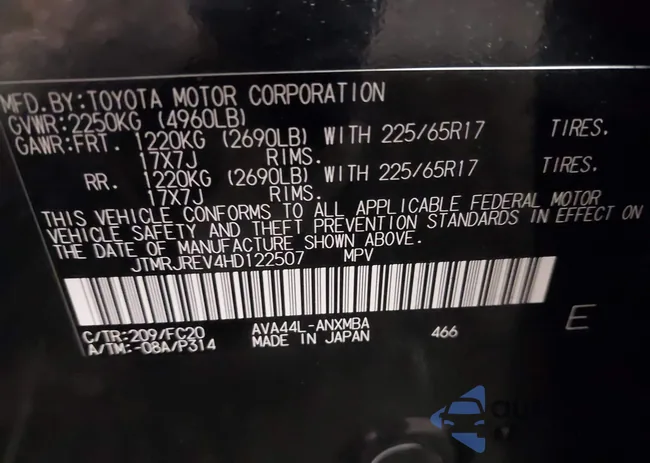 MFD.BY:TOYOTA MOTOR CORPORATION
GVWR:2250KG (4960LB)
GAWR:FRT. 1220KG (2690LB) WITH 225/65R17 TIRES.
17X7J RIMS.
RR. 1220KG (2690LB) WITH 225/65R17 TIRES.
17X7J RIMS.
THIS VEHICLE CONFORMS TO ALL APPLICABLE FEDERAL MOTOR
VEHICLE SAFETY AND THEFT PREVENTION STANDARDS IN EFFECT ON
THE DATE OF MANUFACTURE SHOWN ABOVE.
JTMRJREV4HD122507 MPV
C/TR:209/FC20 AVA44L-ANXMBA 466 E
A/TM:-08A/P314 MADE IN JAPAN